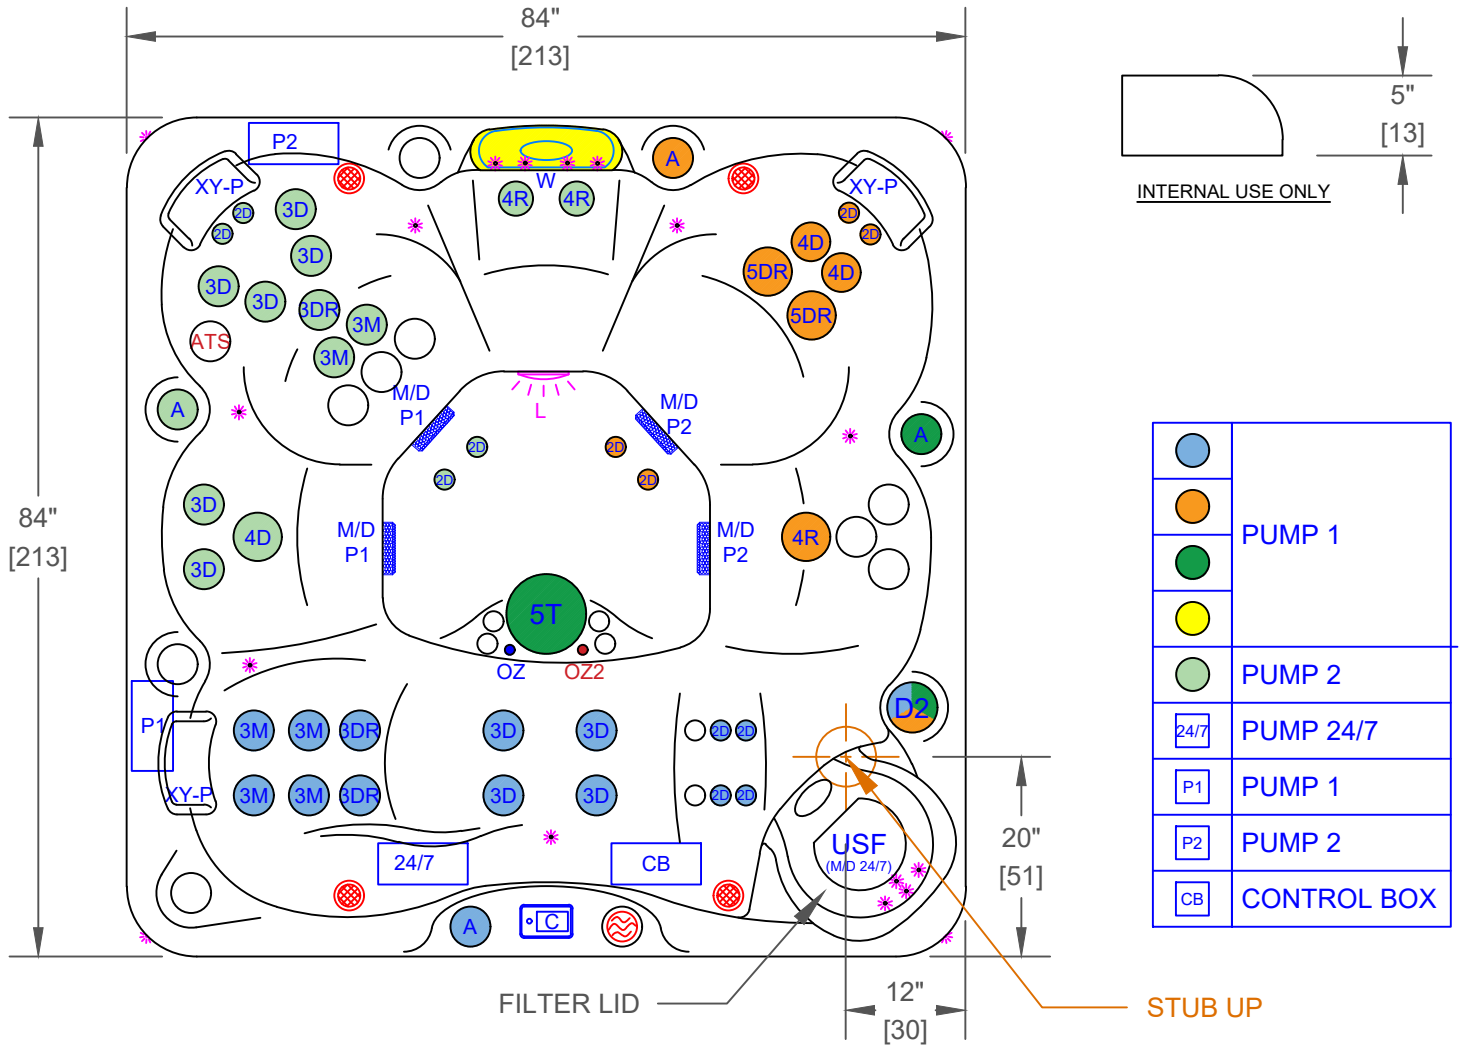 84"
[213]
5"
[13]
INTERNAL USE ONLY
P2
A
XY-P
W
XY-P
2D
2D
3D
4R
4R
2D
2D
3D
4D
3D
3D
3DR
3M
3M
5DR
4D
5DR
ATS
M/D
P1
L
M/D
P2
A
A
2D
2D
2D
2D
84"
[213]
3D
4D
3D
M/D
P1
M/D
P2
4R
5T
OZ
OZ2
PUMP 1
PUMP 2
24/7
PUMP 24/7
P1
PUMP 1
P2
PUMP 2
CB
CONTROL BOX
P1
XY-P
3M
3M
3DR
3D
3D
2D
2D
D2
3M
3M
3DR
3D
3D
2D
2D
USF
(M/D 24/7)
20"
[51]
24/7
CB
A
C
FILTER LID
12"
[30]
STUB UP